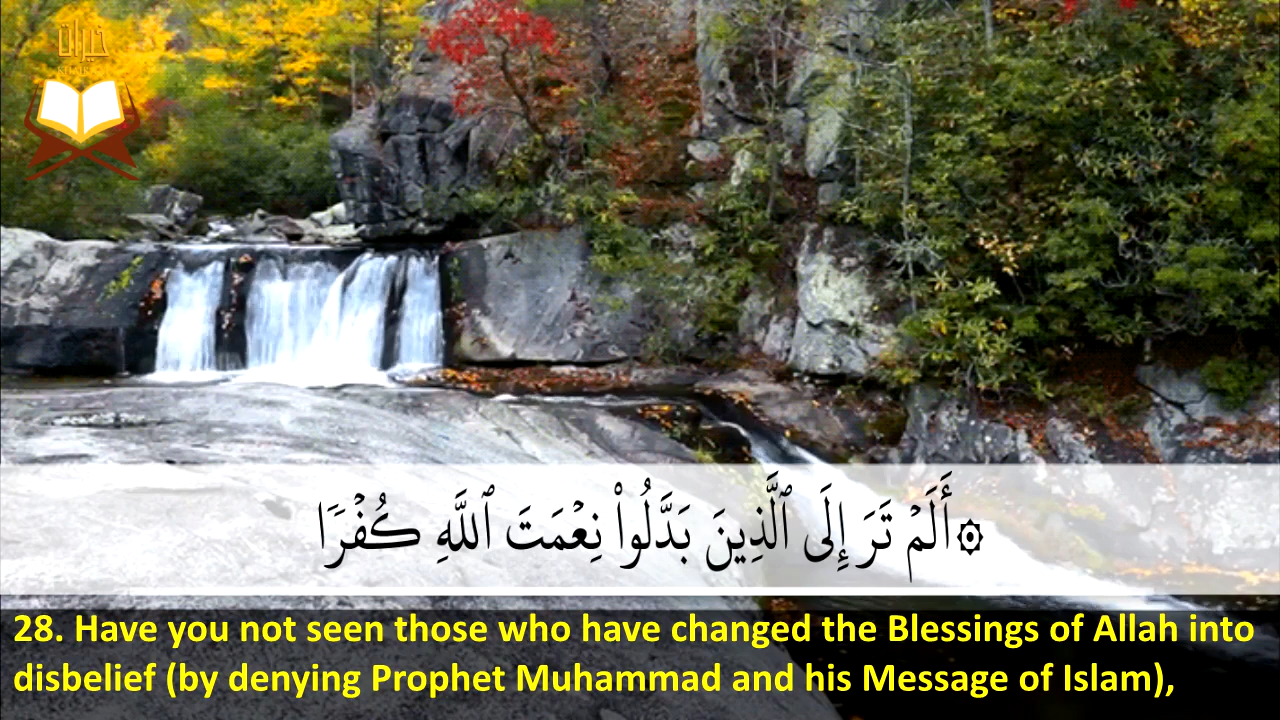 خيرات
۞ أَلَمْ تَرَ إِلَى ٱلَّذِينَ بَدَّلُوا۟ نِعْمَتَ ٱللَّهِ كُفْرًا
28. Have you not seen those who have changed the Blessings of Allah into
disbelief (by denying Prophet Muhammad and his Message of Islam),